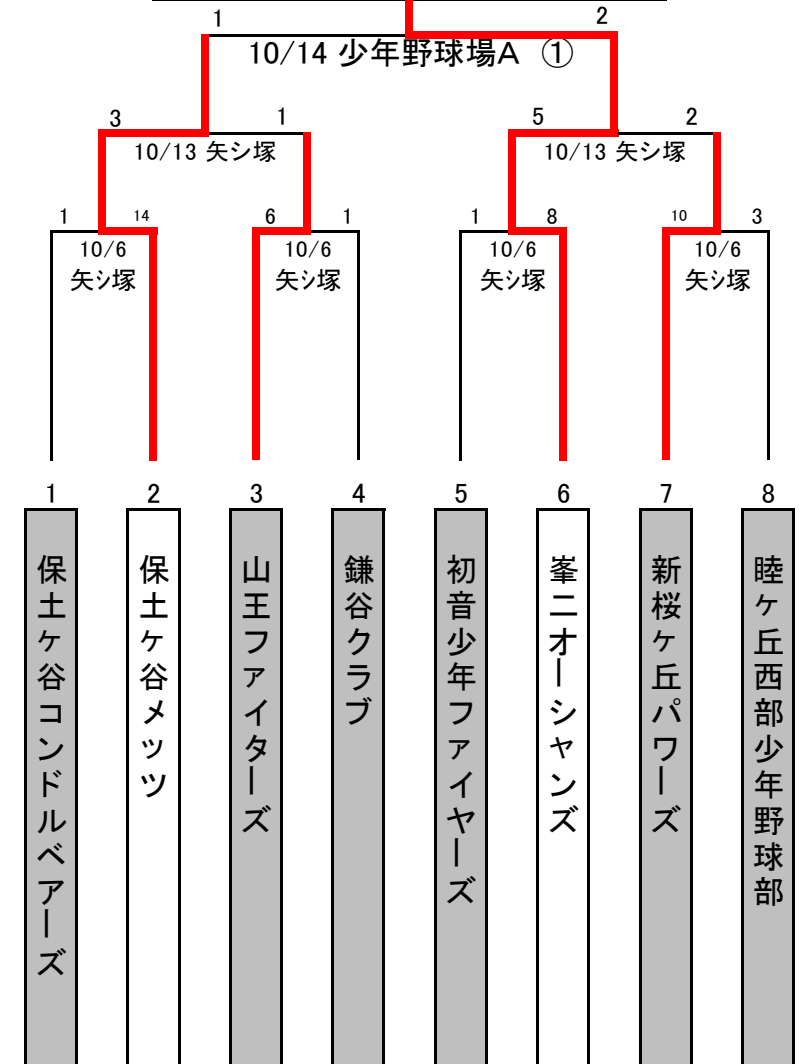 1 2
10/14 少年野球場A ①
3 1 5 2
10/13 矢シ塚 10/13 矢シ塚
1 14 6 1 1 8 10 3
10/6 10/6 10/6 10/6
矢シ塚 矢シ塚 矢シ塚 矢シ塚
1 2 3 4 5 6 7 8
保土ケ谷コンドルベアーズ
保土ケ谷メッツ
山王ファイターズ
鎌谷クラブ
初音少年ファイヤーズ
峯二オーシャンズ
新桜ケ丘パワーズ
睦ケ丘西部少年野球部